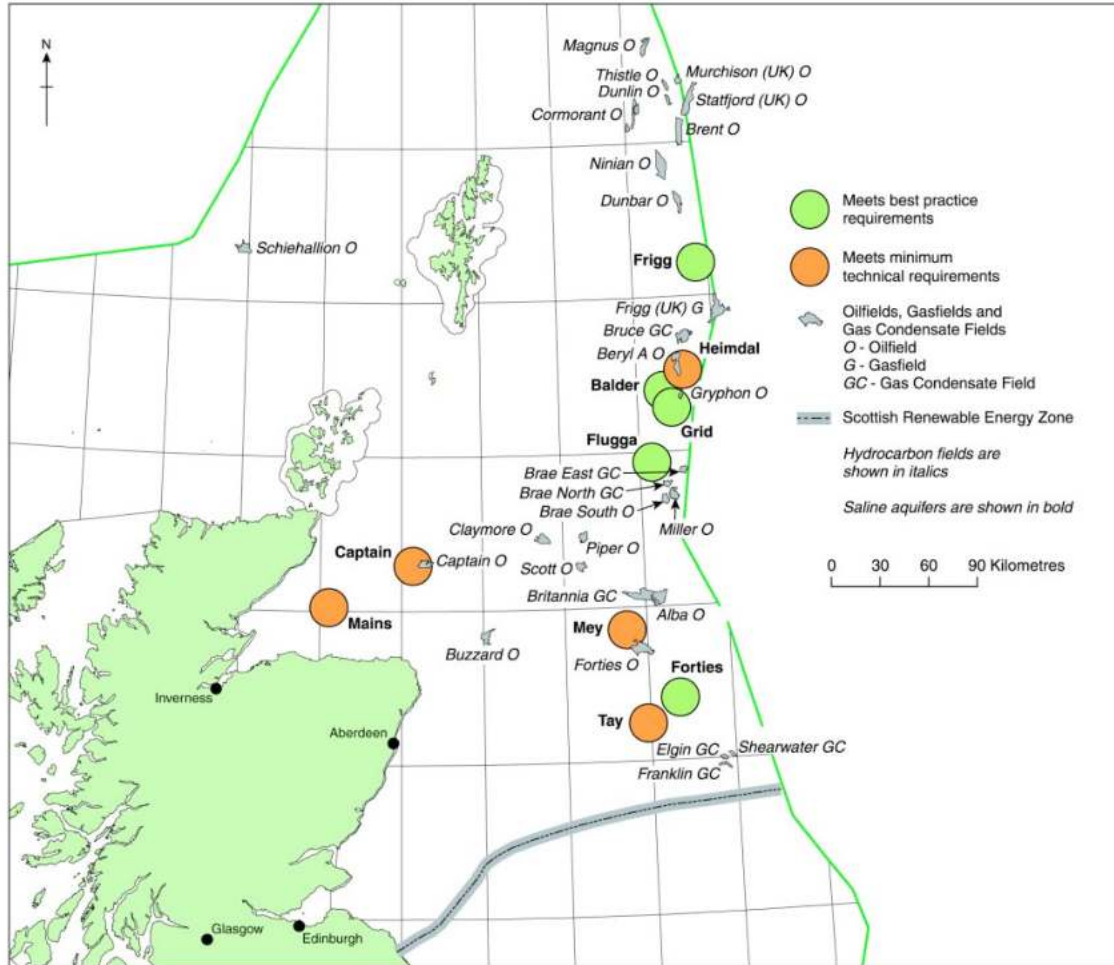 N
Magnus O
Thistle O
Murchison (UK) O
Dunlin O
Statfjord (UK) O
Cormorant O
Brent O
Ninian O
Dunbar O
Schiehallion O
Frigg
Frigg (UK) G
Bruce GC
Heimdal
Beryl A O
Balder
Gryphon O
Grid
Flugga
Brae East GC
Brae North GC
Brae South O
Miller O
Claymore O
Piper O
Captain
Captain O
Scott O
Britannia GC
Alba O
Mains
Mey
Buzzard O
Forties O
Forties
Inverness
Tay
Aberdeen
Elgin GC
Shearwater GC
Franklin GC
Glasgow
Edinburgh
Meets best practice
requirements
Meets minimum
technical requirements
Oilfields, Gasfields and
Gas Condensate Fields
O - Oilfield
G - Gasfield
GC - Gas Condensate Field
Scottish Renewable Energy Zone
Hydrocarbon fields are
shown in italics
Saline aquifers are shown in bold
0 30 60 90 Kilometres